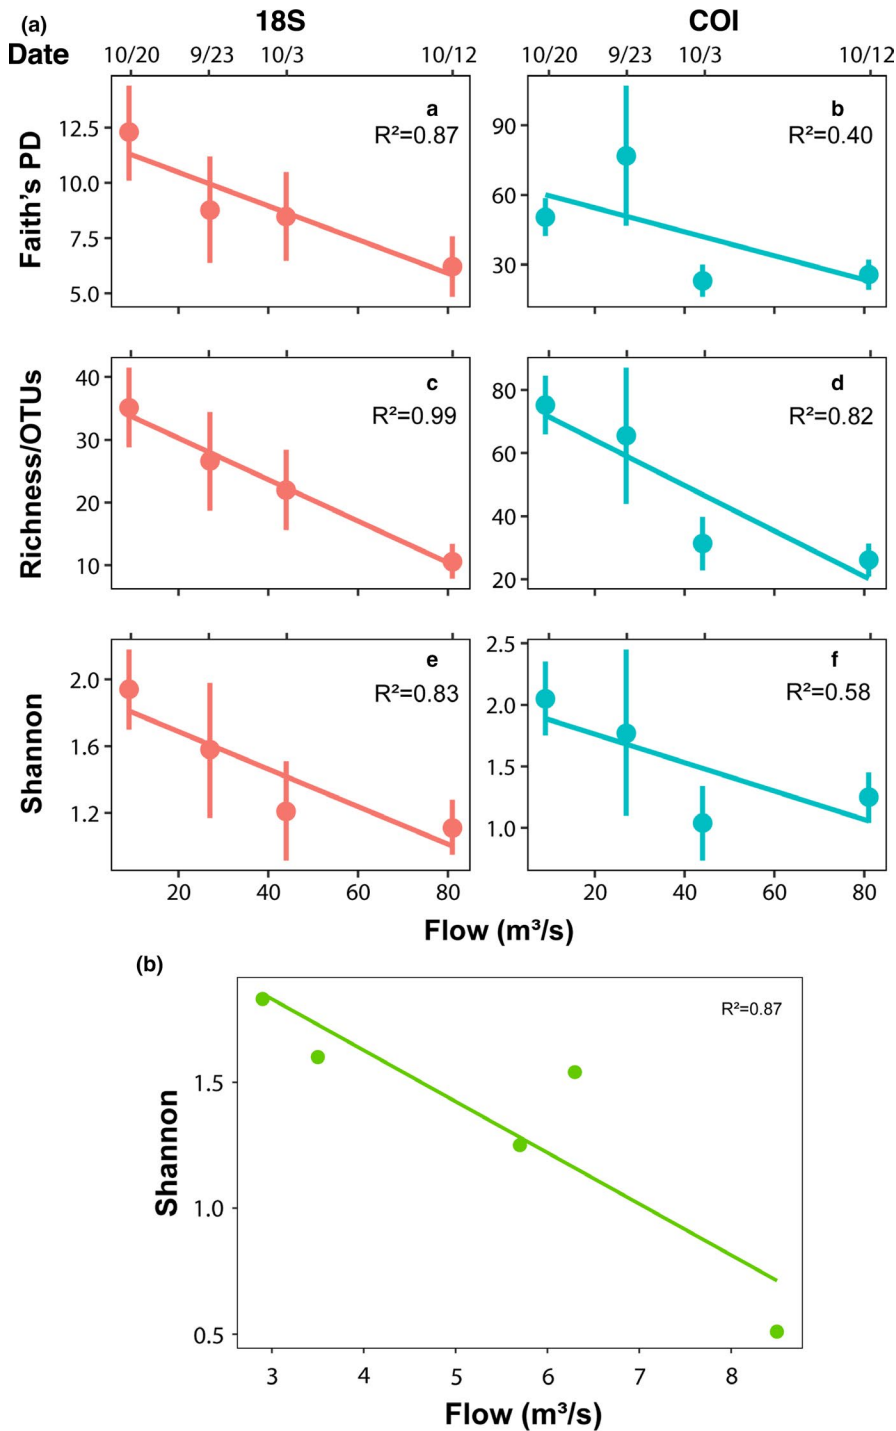 (a)
18S COI
Date 10/20 9/23 10/3 10/12 10/20 9/23 10/3 10/12
Faith's PD
12.5
10.0
7.5
5.0
a
R²=0.87
90
60
30
b
R²=0.40
Richness/OTUs
40
30
20
10
c
R²=0.99
80
60
40
20
d
R²=0.82
Shannon
2.0
1.6
1.2
e
R²=0.83
2.5
2.0
1.5
1.0
f
R²=0.58
20 40 60 80 20 40 60 80
Flow (m³/s)
(b)
R²=0.87
Shannon
1.5
1.0
0.5
3 4 5 6 7 8
Flow (m³/s)